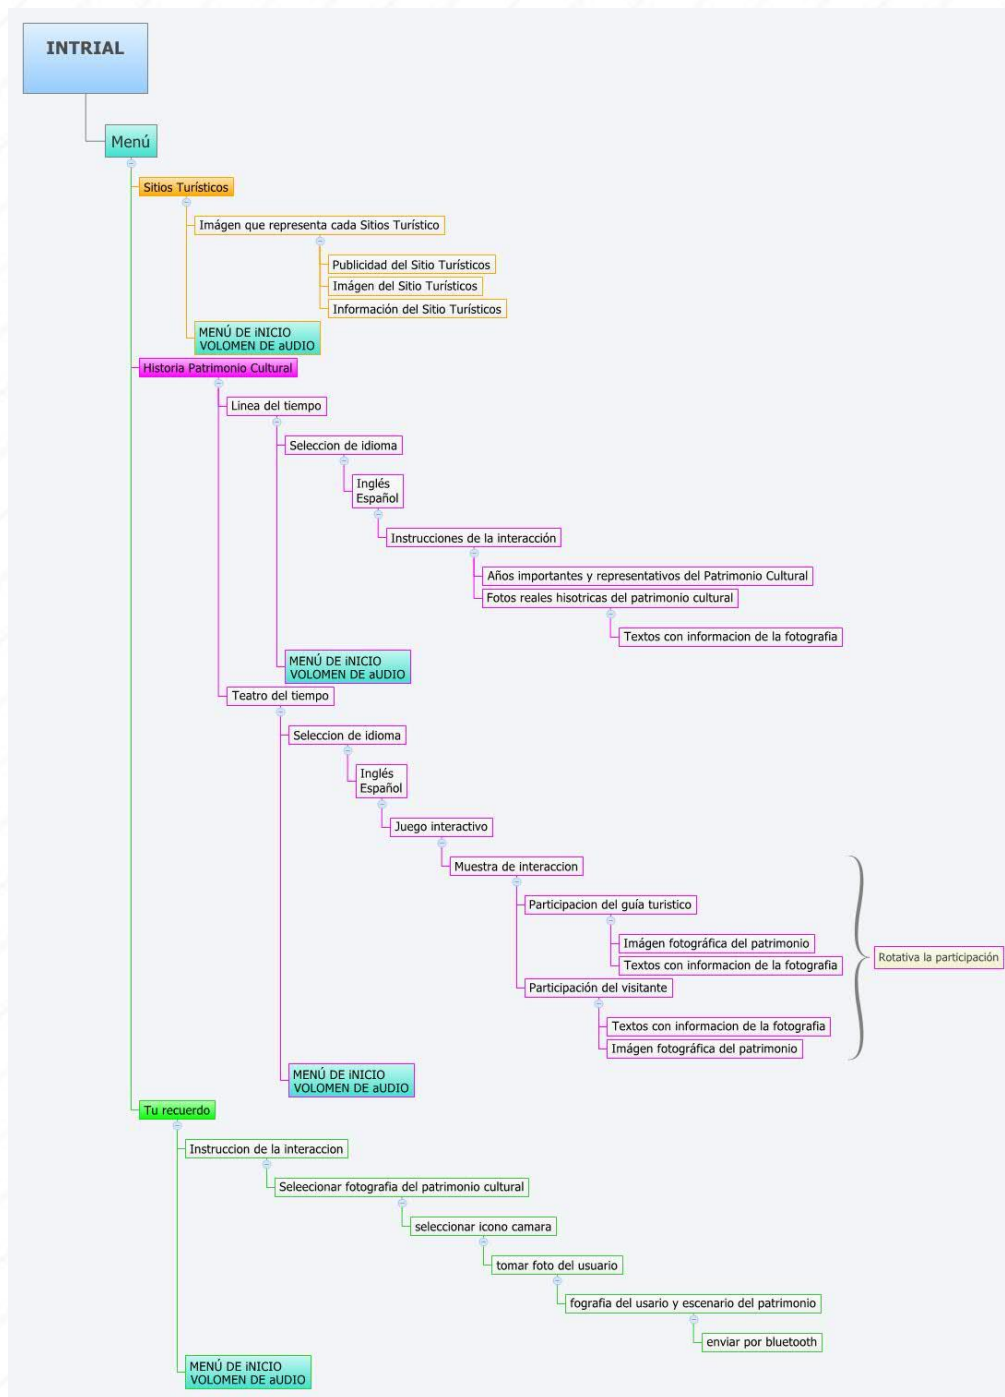 INTRIAL
Menú
Sitios Turísticos
Imágen que representa cada Sitios Turístico
Publicidad del Sitio Turísticos
Imágen del Sitio Turísticos
Información del Sitio Turísticos
MENÚ DE iNICIO
VOLOMEN DE aUDIO
Historia Patrimonio Cultural
Linea del tiempo
Seleccion de idioma
Inglés
Español
Instrucciones de la interacción
Años importantes y representativos del Patrimonio Cultural
Fotos reales hisotricas del patrimonio cultural
Textos con informacion de la fotografia
MENÚ DE iNICIO
VOLOMEN DE aUDIO
Teatro del tiempo
Seleccion de idioma
Inglés
Español
Juego interactivo
Muestra de interaccion
Participacion del guía turistico
Imágen fotográfica del patrimonio
Textos con informacion de la fotografia
Rotativa la participación
Participación del visitante
Textos con informacion de la fotografia
Imágen fotográfica del patrimonio
MENÚ DE iNICIO
VOLOMEN DE aUDIO
Tu recuerdo
Instruccion de la interaccion
Seleecionar fotografia del patrimonio cultural
seleccionar icono camara
tomar foto del usuario
fografia del usario y escenario del patrimonio
enviar por bluetooth
MENÚ DE iNICIO
VOLOMEN DE aUDIO